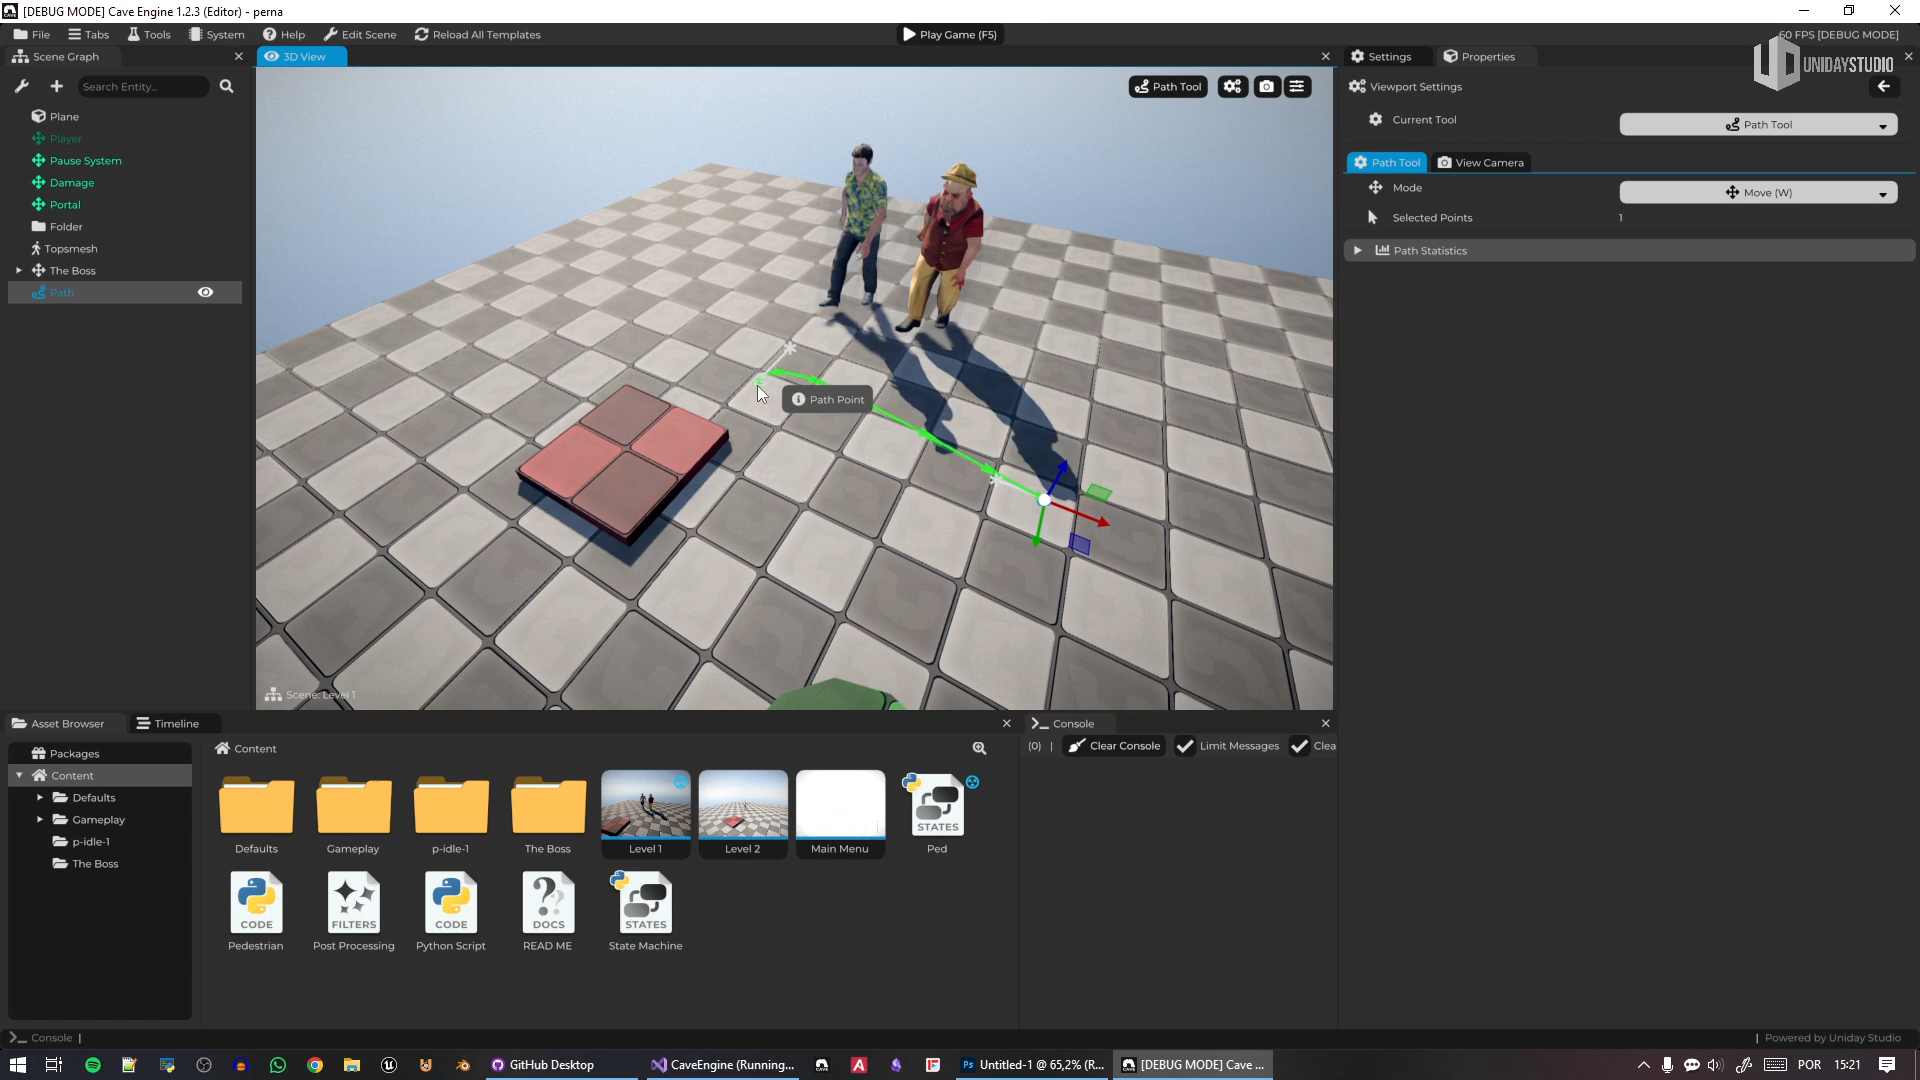 [DEBUG MODE] Cave Engine 1.2.3 (Editor) - perna
File Tabs Tools System Help Edit Scene Reload All Templates Play Game (F5) 60 FPS [DEBUG MODE]
Scene Graph 3D View Settings Properties
UNIDAYSTUDIO
Search Entity... Path Tool Viewport Settings
Plane
Player
Pause System
Damage
Portal
Folder
Topsmesh
The Boss
Path
Current Tool Path Tool
Path Tool View Camera
Mode Move (W)
Selected Points 1
Path Statistics
Path Point
Scene: Level 1
Asset Browser Timeline Console
Packages
Content
Defaults
Gameplay
p-idle-1
The Boss
Content
(0) | Clear Console Limit Messages Clea
STATES
Defaults Gameplay p-idle-1 The Boss Level 1 Level 2 Main Menu Ped
CODE FILTERS CODE DOCS STATES
Pedestrian Post Processing Python Script READ ME State Machine
Console | | Powered by Uniday Studio
GitHub Desktop CaveEngine (Running... Ps Untitled-1 @ 65,2% (R... [DEBUG MODE] Cave ... POR 15:21